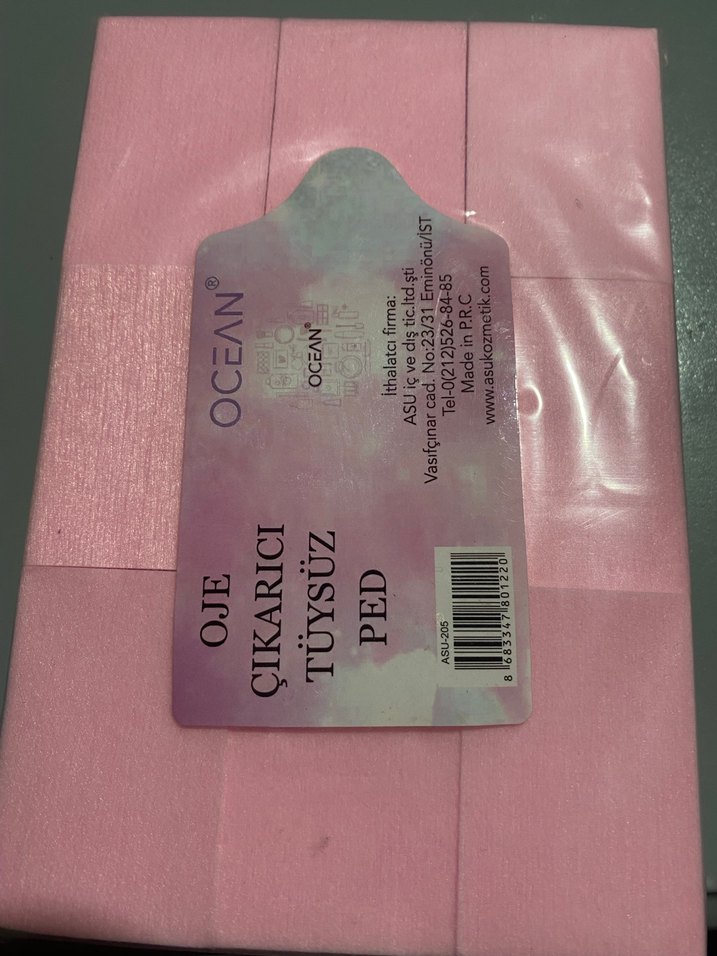 OCEAN®
OCEAN®
İthalatcı firma:
ASU iç ve dış tic.ltd.şti
Vasıfçınar cad. No:23/31 Eminönü/İST
Tel-0(212)526-84-85
Made in P.R.C
www.asukozmetik.com
OJE
ÇIKARICI
TÜYSÜZ
PED
ASU-205
8 683347 801220